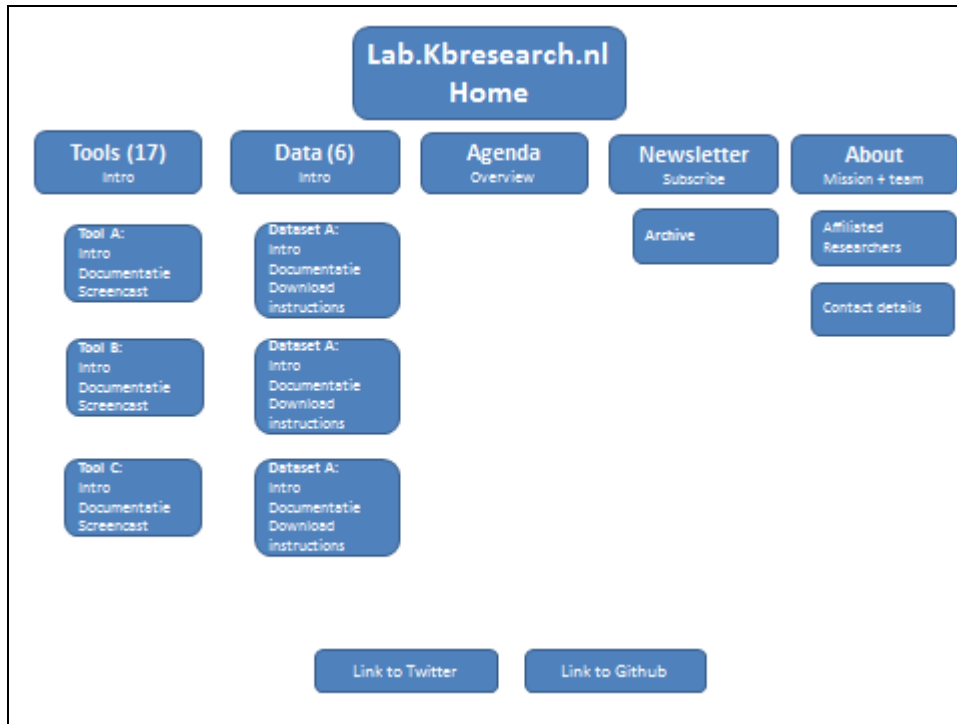 Lab.Kbresearch.nl
Home
Tools (17)
Intro
Data (6)
Intro
Agenda
Overview
Newsletter
Subscribe
About
Mission + team
Tool A:
Intro
Documentatie
Screencast
Dataset A:
Intro
Documentatie
Download
instructions
Archive
Affiliated
Researchers
Contact details
Tool B:
Intro
Documentatie
Screencast
Dataset A:
Intro
Documentatie
Download
instructions
Tool C:
Intro
Documentatie
Screencast
Dataset A:
Intro
Documentatie
Download
instructions
Link to Twitter
Link to Github